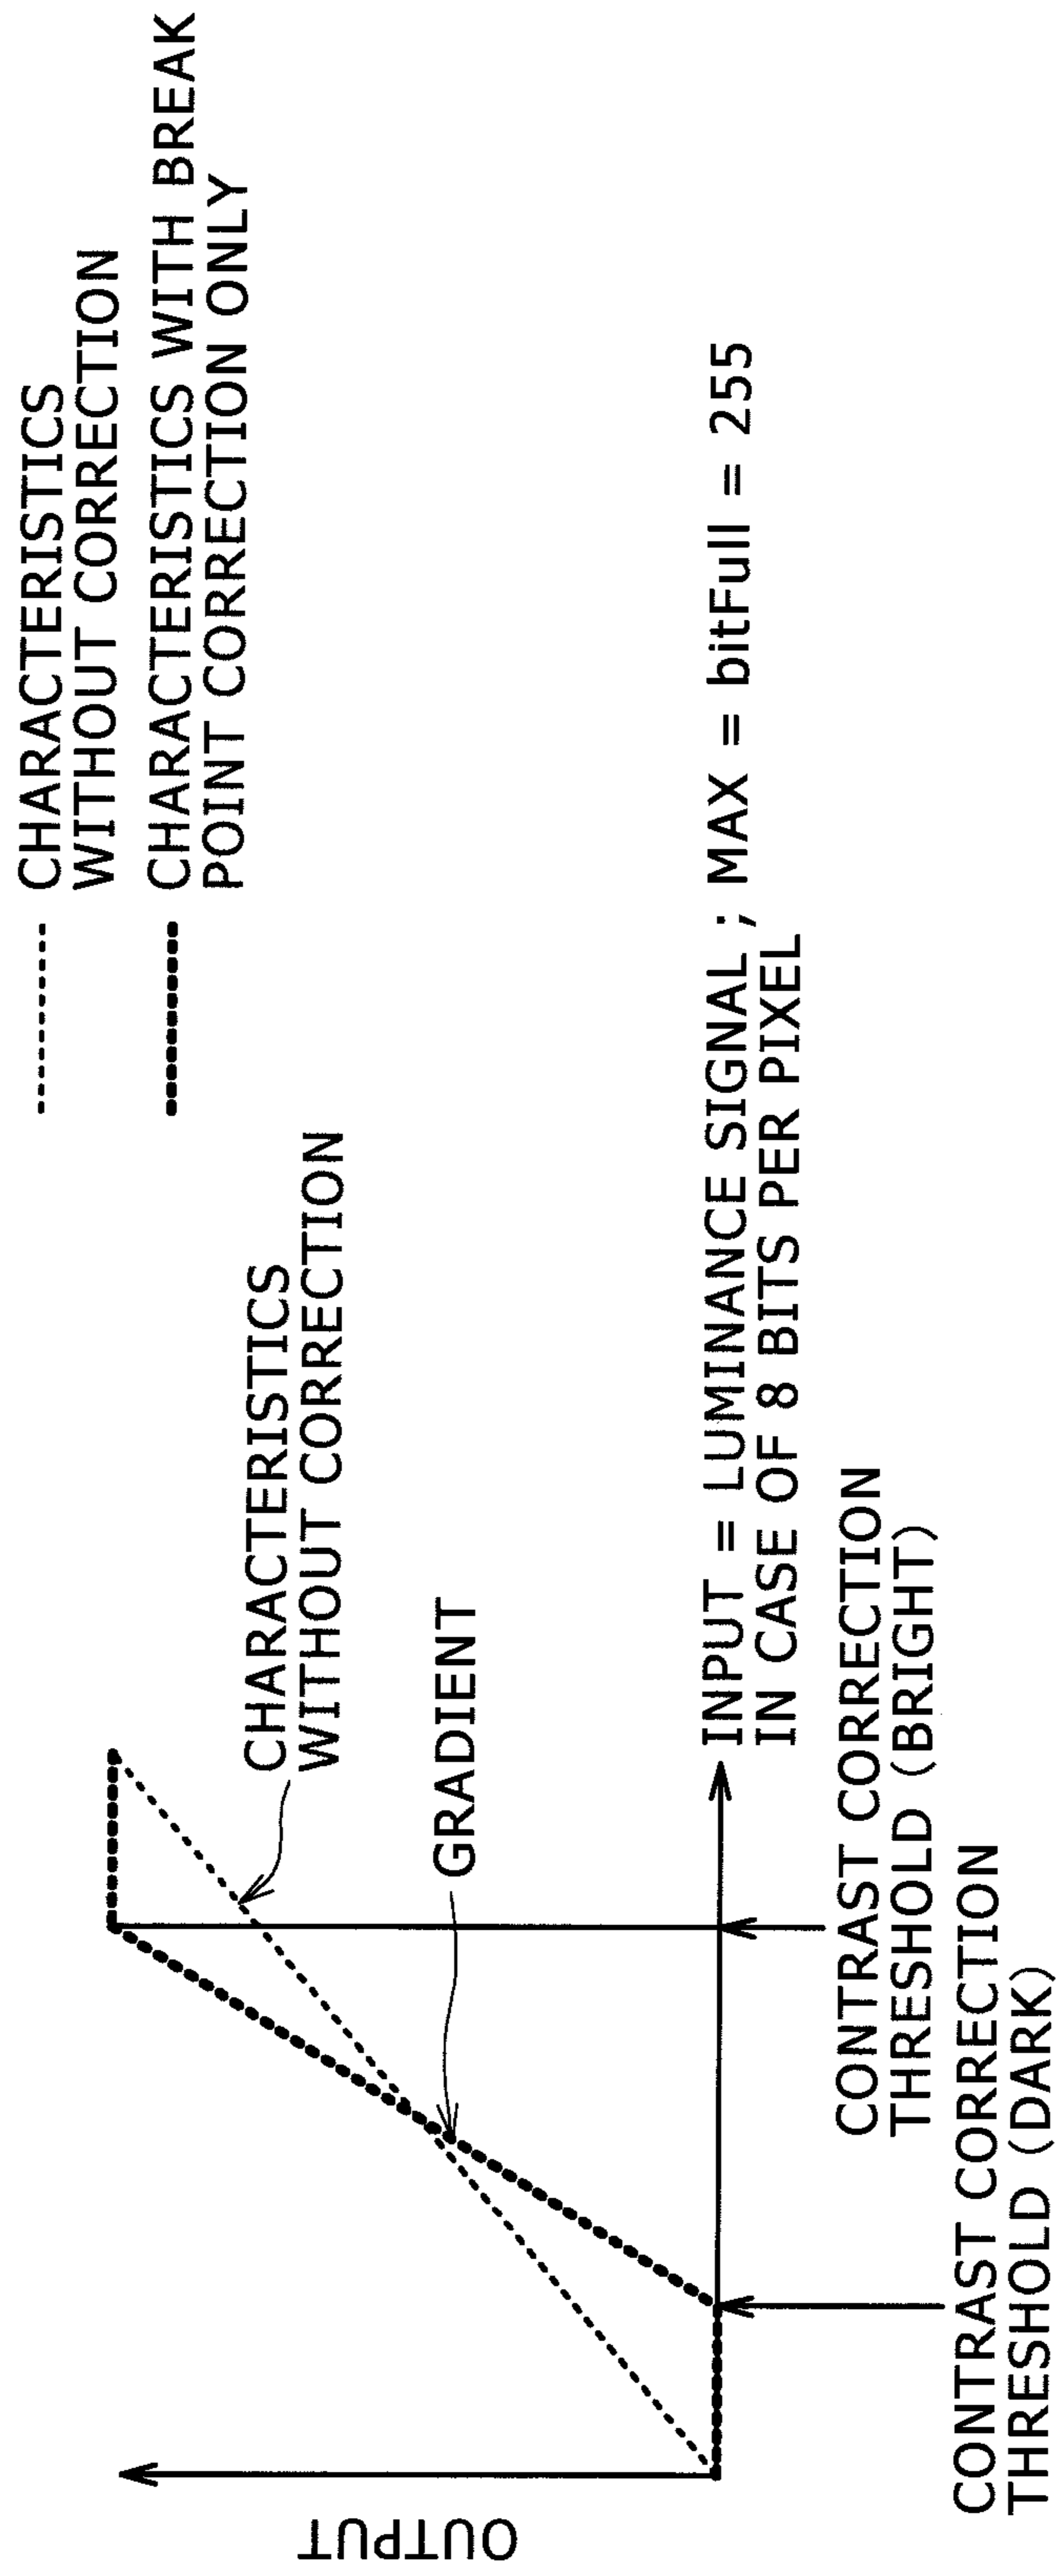 CHARACTERISTICS
WITHOUT CORRECTION
CHARACTERISTICS WITH BREAK
POINT CORRECTION ONLY
CHARACTERISTICS
WITHOUT CORRECTION
GRADIENT
OUTPUT
INPUT = LUMINANCE SIGNAL ; MAX = bitFull = 255
IN CASE OF 8 BITS PER PIXEL
CONTRAST CORRECTION
THRESHOLD (BRIGHT)
CONTRAST CORRECTION
THRESHOLD (DARK)